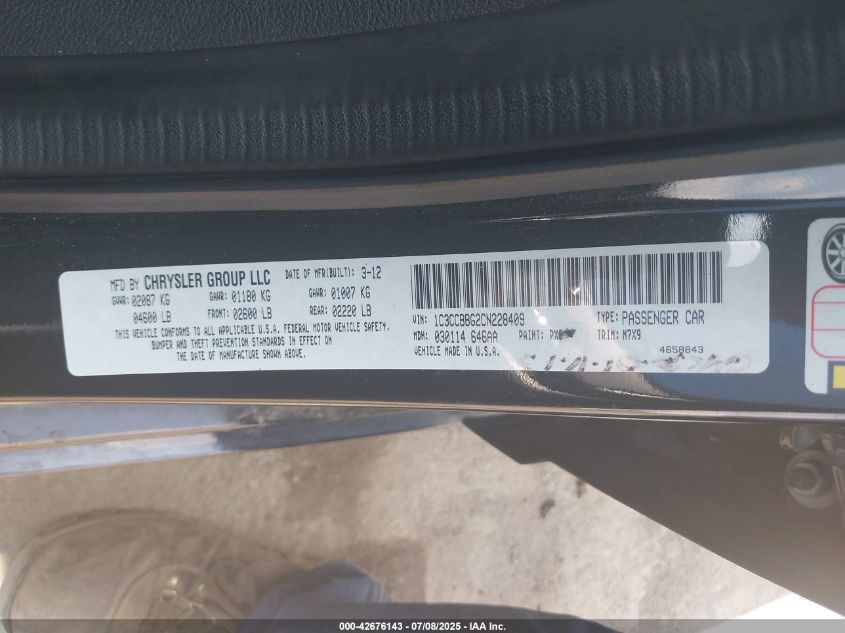 MFD BY CHRYSLER GROUP LLC DATE OF MFR(BUILT): 3-12
GVWR: 02087 KG GAWR: 01180 KG GAWR: 01007 KG
04600 LB FRONT: 02600 LB REAR: 02220 LB
THIS VEHICLE CONFORMS TO ALL APPLICABLE U.S.A. FEDERAL MOTOR VEHICLE SAFETY,
BUMPER AND THEFT PREVENTION STANDARDS IN EFFECT ON
THE DATE OF MANUFACTURE SHOWN ABOVE.
VIN: 1C3CCBBG2CN228409 TYPE: PASSENGER CAR
MDH: 030114 646AA PAINT: TRIM: M7X9
VEHICLE MADE IN U.S.A. 4658843
000-42676143 - 07/08/2025 - IAA Inc.